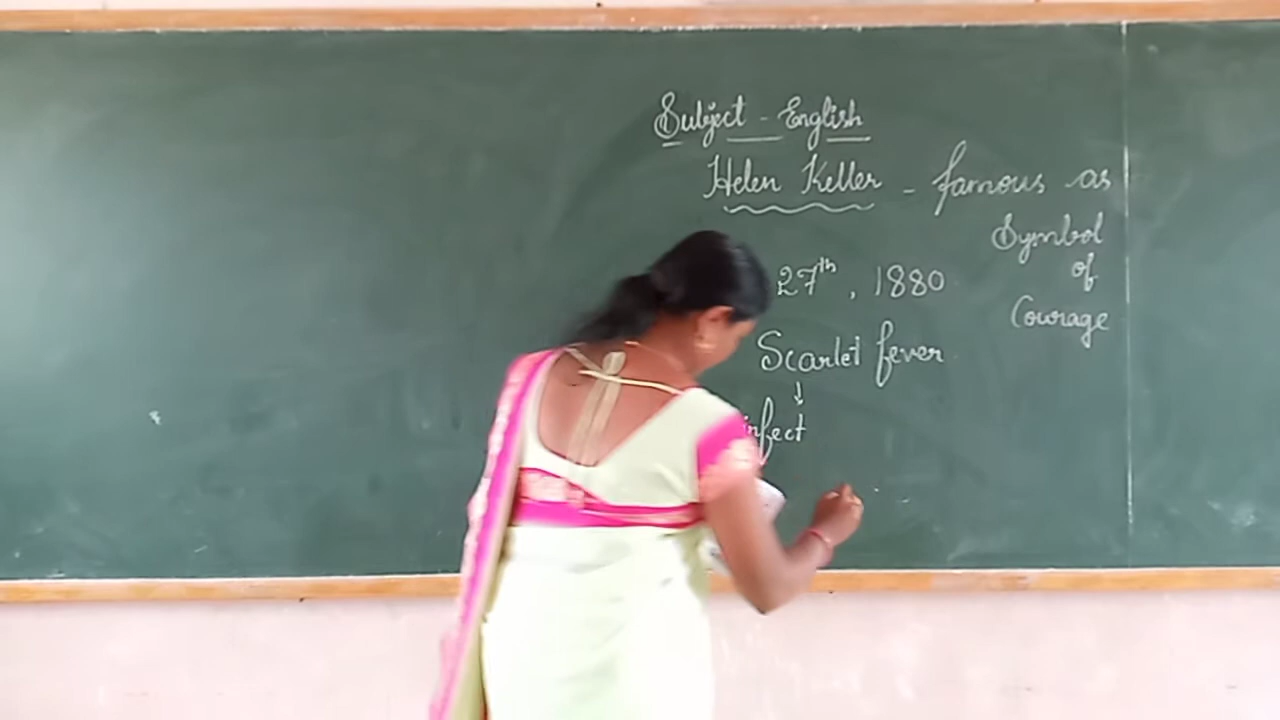 Subject - English
Helen Keller - famous as
Symbol
of
Courage
27th, 1880
Scarlet fever
↓
infect